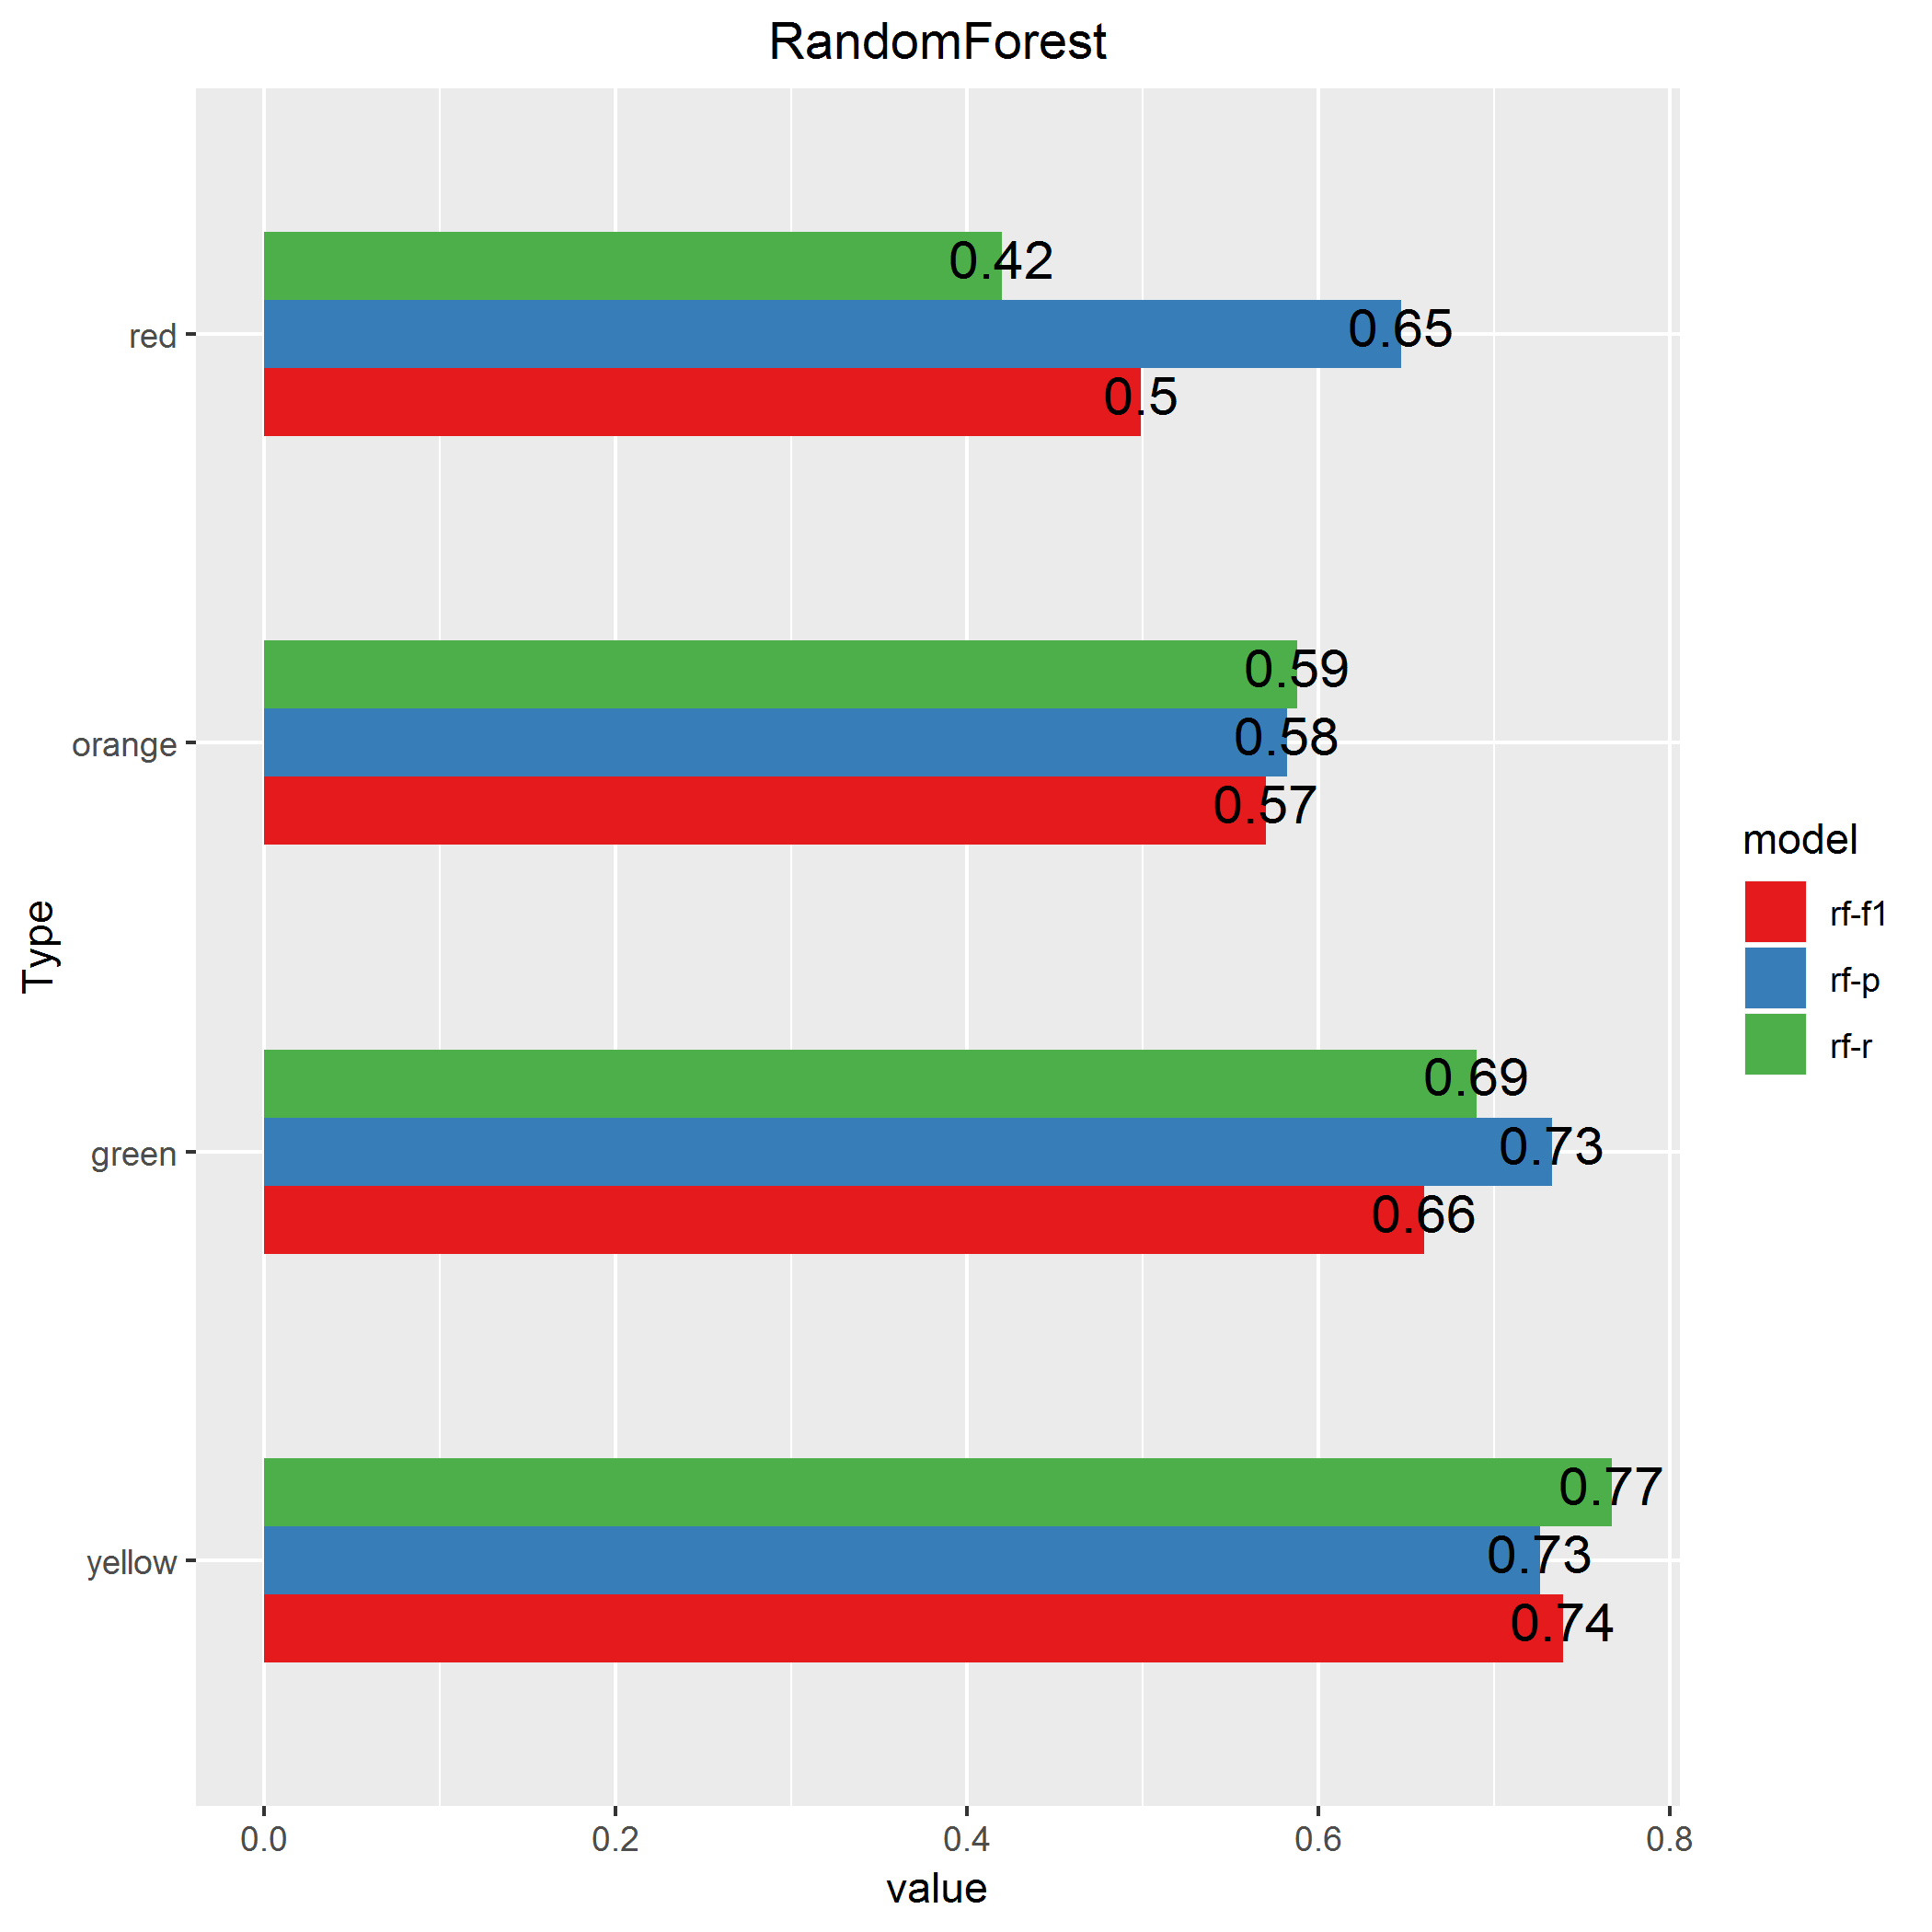 RandomForest
0.42
red
0.65
0.5
0.59
orange
0.58
0.57
0.69
green
0.73
0.66
0.77
yellow
0.73
0.74
0.0 0.2 0.4 0.6 0.8
value
Type
model
rf-f1
rf-p
rf-r